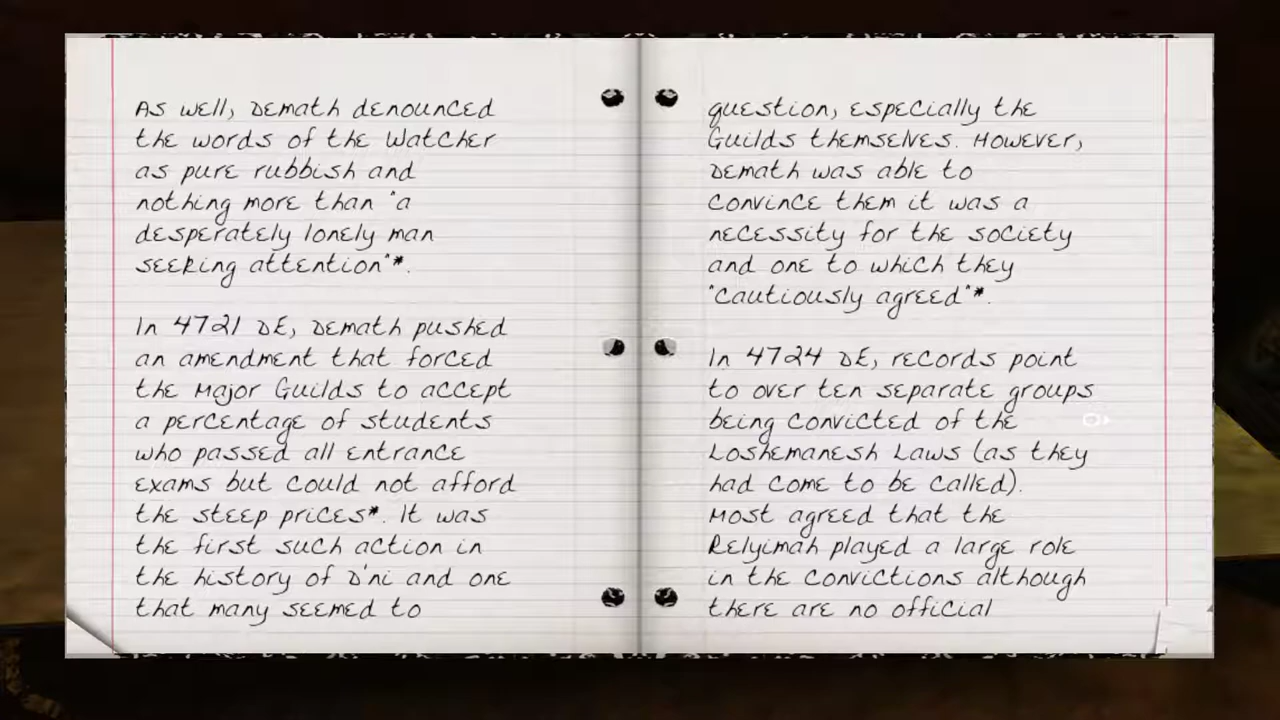 As well, Demath denounced
the words of the Watcher
as pure rubbish and
nothing more than "a
desperately lonely man
seeking attention"*.
In 4721 DE, Demath pushed
an amendment that forced
the Major Guilds to accept
a percentage of students
who passed all entrance
exams but could not afford
the steep prices*. It was
the first such action in
the history of D'ni and one
that many seemed to
question, especially the
Guilds themselves. However,
Demath was able to
convince them it was a
necessity for the society
and one to which they
"cautiously agreed"*.
In 4724 DE, records point
to over ten separate groups
being convicted of the
Loshemanesh Laws (as they
had come to be called).
Most agreed that the
Relyimah played a large role
in the convictions although
there are no official